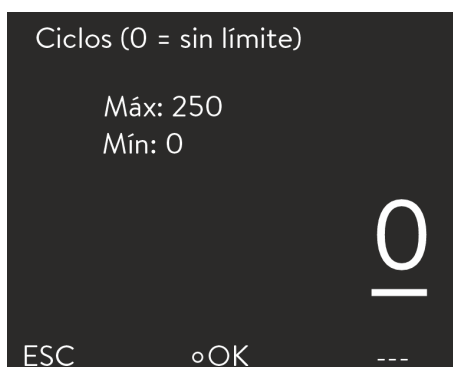 Ciclos (0 = sin límite)
Máx: 250
Mín: 0
0
ESC ∘OK ---